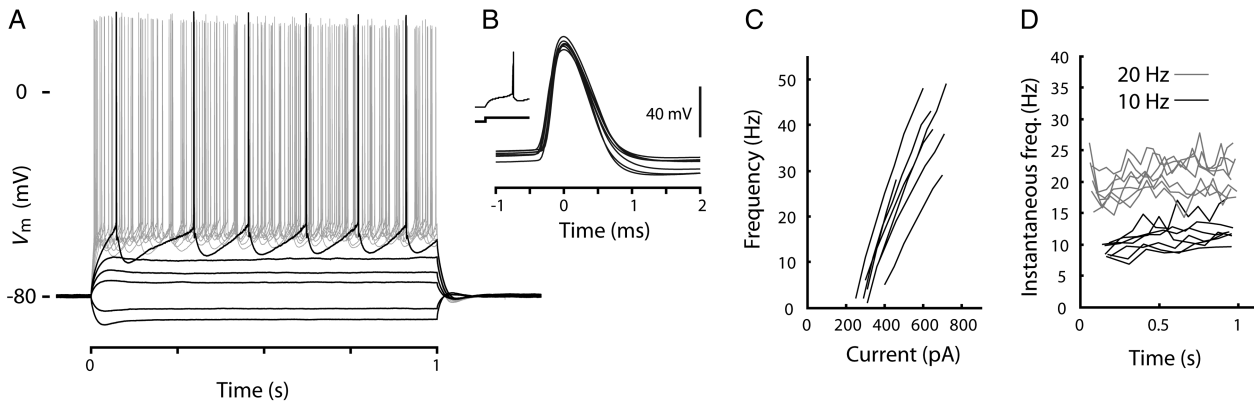 A
0
-80
Vm (mV)
0
1
Time (s)
B
40 mV
-1
0
1
2
Time (ms)
C
50
40
30
20
10
0
Frequency (Hz)
0
200
400
600
800
Current (pA)
D
40
35
30
25
20
15
10
5
0
Instantaneous freq. (Hz)
20 Hz
10 Hz
0
0.5
1
Time (s)